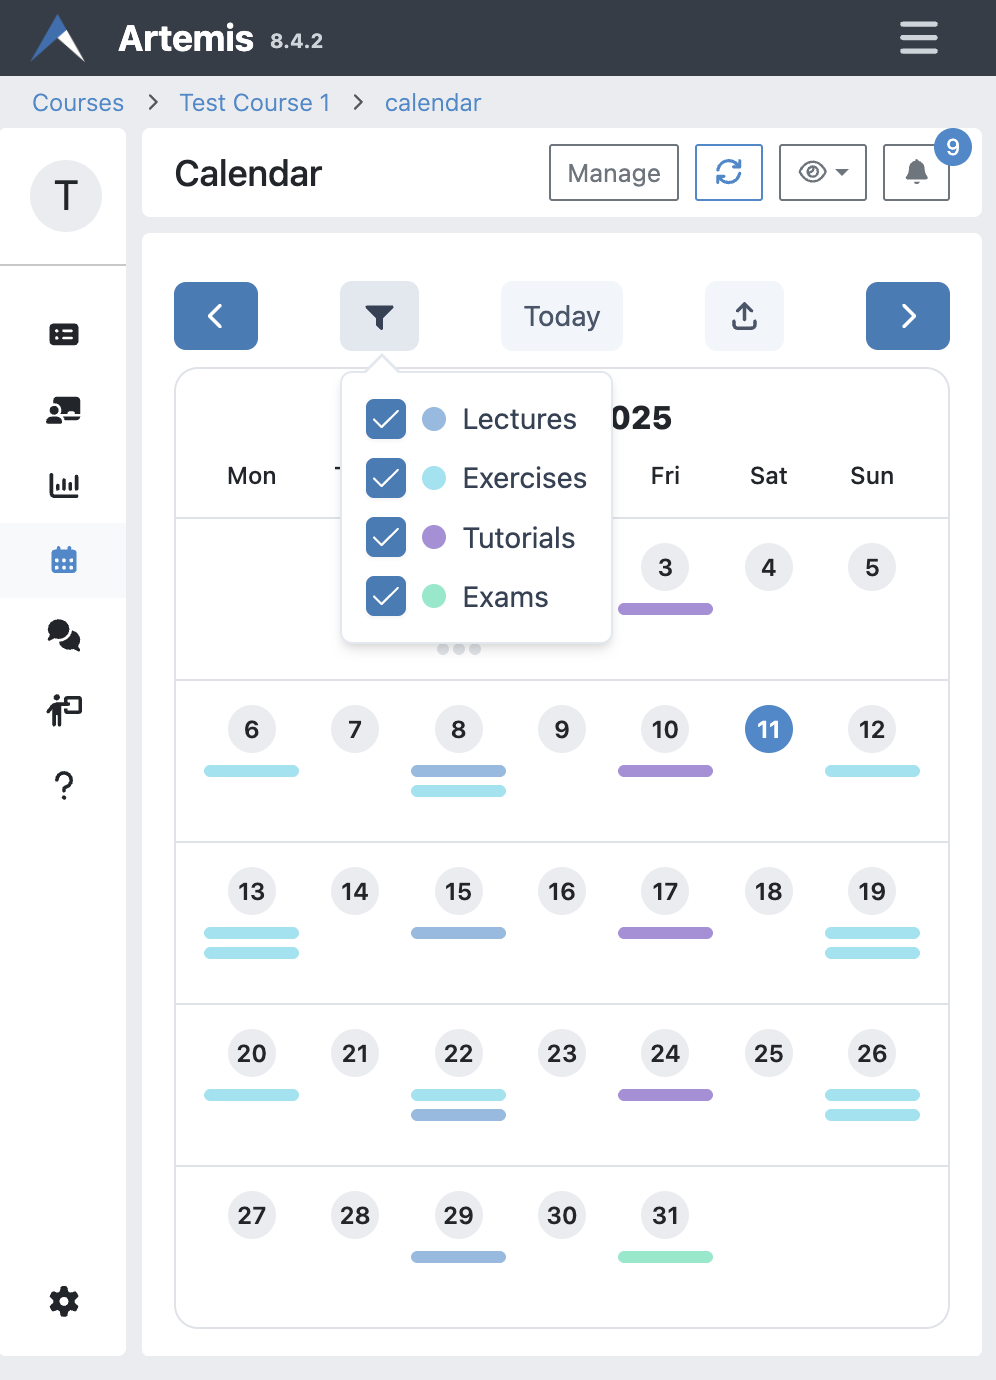 Artemis 8.4.2
Courses > Test Course 1 > calendar
T
Calendar
Manage
9
Today
Lectures
Exercises
Tutorials
Exams
025
Mon Fri Sat Sun
3 4 5
6 7 8 9 10 11 12
13 14 15 16 17 18 19
20 21 22 23 24 25 26
27 28 29 30 31